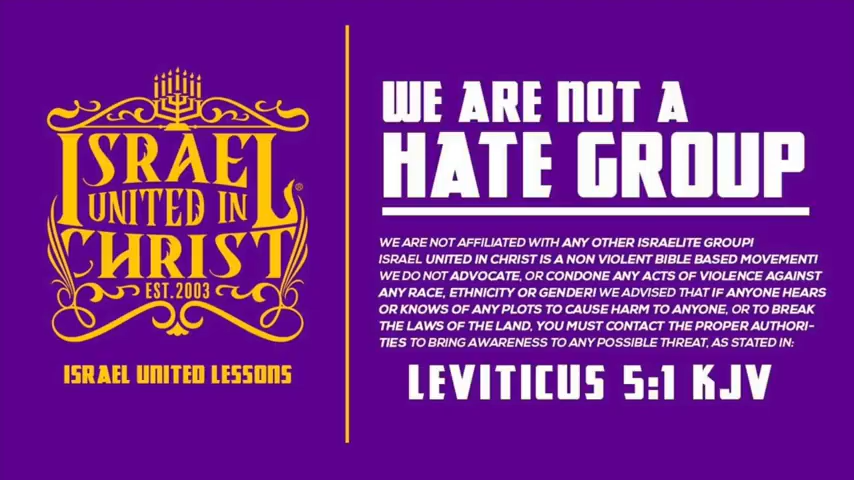 ISRAEL
UNITED IN
CHRIST
®
EST.2003
ISRAEL UNITED LESSONS
WE ARE NOT A
HATE GROUP
WE ARE NOT AFFILIATED WITH ANY OTHER ISRAELITE GROUP!
ISRAEL UNITED IN CHRIST IS A NON VIOLENT BIBLE BASED MOVEMENT!
WE DO NOT ADVOCATE, OR CONDONE ANY ACTS OF VIOLENCE AGAINST
ANY RACE, ETHNICITY OR GENDER! WE ADVISED THAT IF ANYONE HEARS
OR KNOWS OF ANY PLOTS TO CAUSE HARM TO ANYONE, OR TO BREAK
THE LAWS OF THE LAND, YOU MUST CONTACT THE PROPER AUTHORI-
TIES TO BRING AWARENESS TO ANY POSSIBLE THREAT, AS STATED IN:
LEVITICUS 5:1 KJV